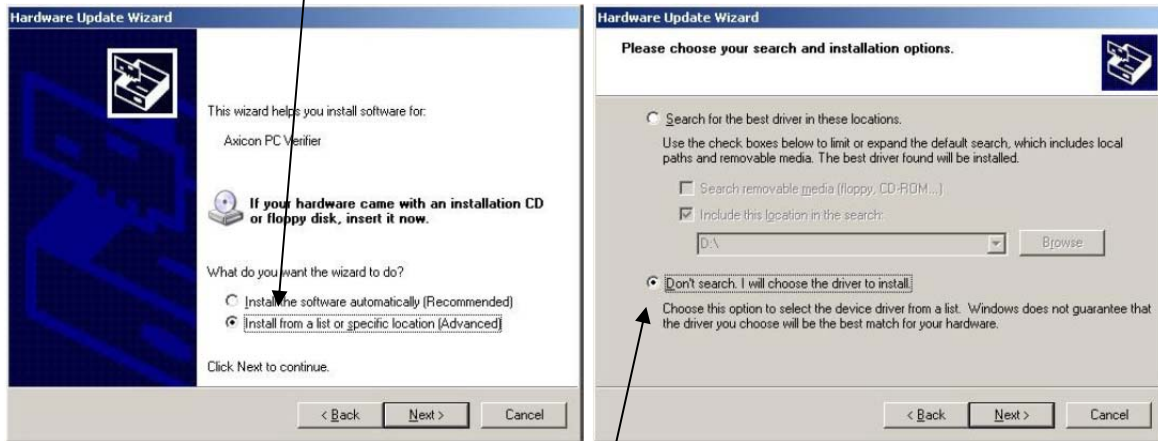 Hardware Update Wizard
This wizard helps you install software for:
Axicon PC Verifier
If your hardware came with an installation CD
or floppy disk, insert it now.
What do you want the wizard to do?
Install the software automatically (Recommended)
Install from a list or specific location (Advanced)
Click Next to continue.
< Back
Next >
Cancel
Hardware Update Wizard
Please choose your search and installation options.
Search for the best driver in these locations.
Use the check boxes below to limit or expand the default search, which includes local
paths and removable media. The best driver found will be installed.
Search removable media (floppy, CD-ROM...)
Include this location in the search:
D:\
Browse
Don't search. I will choose the driver to install.
Choose this option to select the device driver from a list. Windows does not guarantee that
the driver you choose will be the best match for your hardware.
< Back
Next >
Cancel